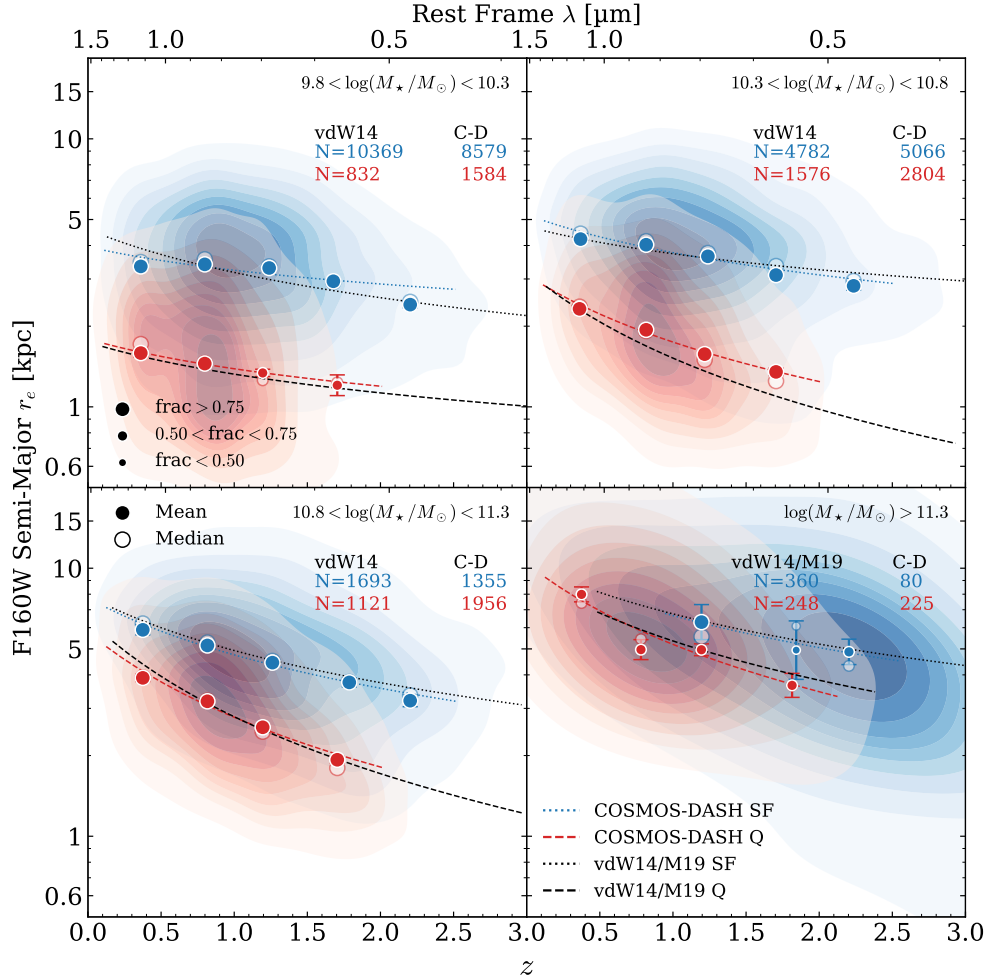 Rest Frame λ [µm]
1.5 1.0 0.5 1.5 1.0 0.5
9.8 < log(M⋆/M⊙) < 10.3
vdW14 C-D
N=10369 8579
N=832 1584
frac > 0.75
0.50 < frac < 0.75
frac < 0.50
15
10
5
1
0.6
10.3 < log(M⋆/M⊙) < 10.8
vdW14 C-D
N=4782 5066
N=1576 2804
F160W Semi-Major rₑ [kpc]
Mean
Median
10.8 < log(M⋆/M⊙) < 11.3
vdW14 C-D
N=1693 1355
N=1121 1956
15
10
5
1
0.6
log(M⋆/M⊙) > 11.3
vdW14/M19 C-D
N=360 80
N=248 225
COSMOS-DASH SF
COSMOS-DASH Q
vdW14/M19 SF
vdW14/M19 Q
0.0 0.5 1.0 1.5 2.0 2.5 3.0 0.5 1.0 1.5 2.0 2.5 3.0
z